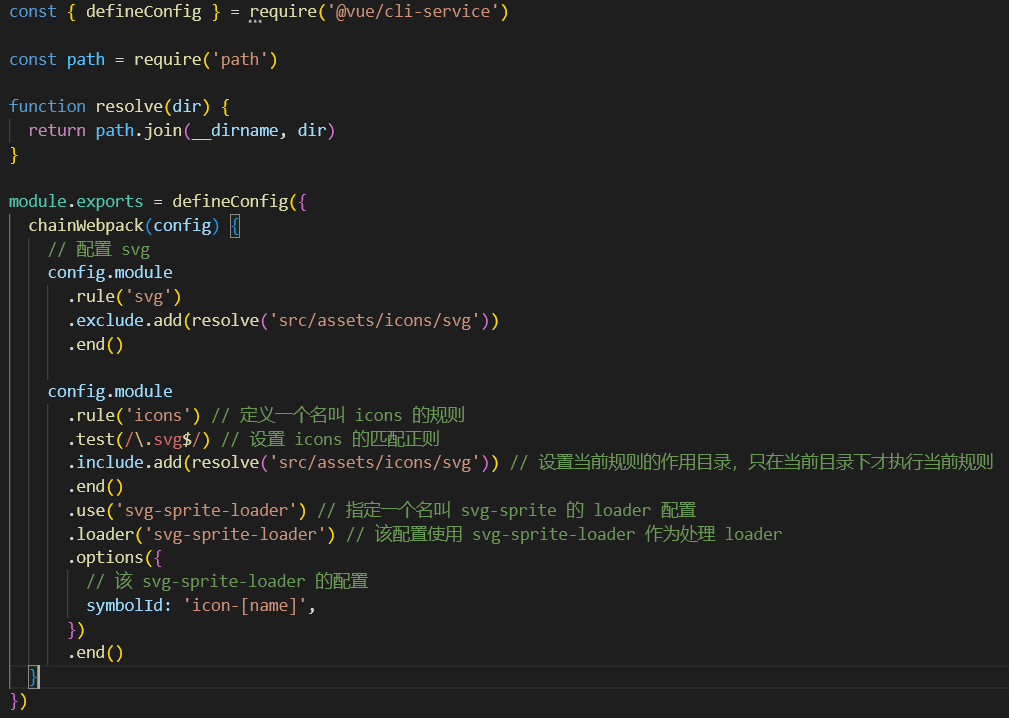 const { defineConfig } = require('@vue/cli-service')
const path = require('path')
function resolve(dir) {
return path.join(__dirname, dir)
}
module.exports = defineConfig({
chainWebpack(config) {
// 配置 svg
config.module
.rule('svg')
.exclude.add(resolve('src/assets/icons/svg'))
.end()
config.module
.rule('icons') // 定义一个名叫 icons 的规则
.test(/\.svg$/) // 设置 icons 的匹配正则
.include.add(resolve('src/assets/icons/svg')) // 设置当前规则的作用目录，只在当前目录下才执行当前规则
.end()
.use('svg-sprite-loader') // 指定一个名叫 svg-sprite 的 loader 配置
.loader('svg-sprite-loader') // 该配置使用 svg-sprite-loader 作为处理 loader
.options({
// 该 svg-sprite-loader 的配置
symbolId: 'icon-[name]',
})
.end()
}
})